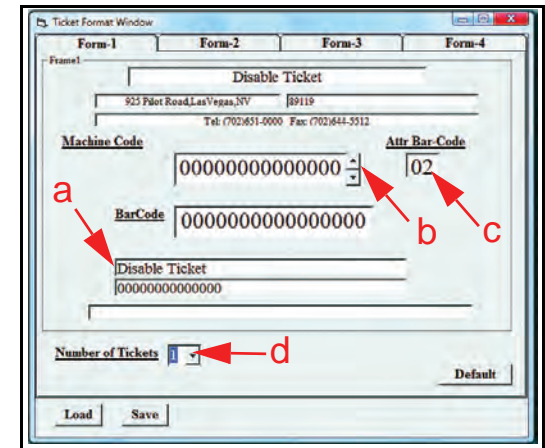 Ticket Format Window
Form-1 Form-2 Form-3 Form-4
Frame1
Disable Ticket
925 Pilot Road,LasVegas,NV 89119
Tel: (702)651-0000 Fax: (702)644-5512
Machine Code Attr Bar-Code
00000000000000 02
a
b
c
BarCode 0000000000000000
Disable Ticket
00000000000000
Number of Tickets 1 d
Default
Load Save